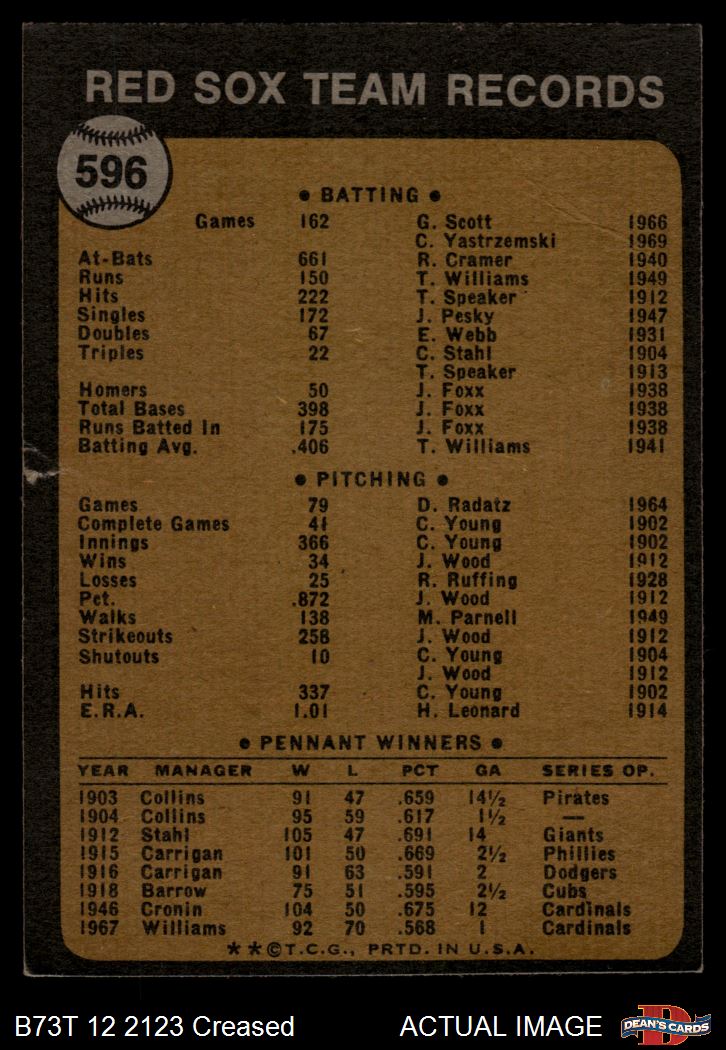 RED SOX TEAM RECORDS
596
• BATTING •
Games 162 G. Scott 1966
C. Yastrzemski 1969
At-Bats 661 R. Cramer 1940
Runs 150 T. Williams 1949
Hits 222 T. Speaker 1912
Singles 172 J. Pesky 1947
Doubles 67 E. Webb 1931
Triples 22 C. Stahl 1904
T. Speaker 1913
Homers 50 J. Foxx 1938
Total Bases 398 J. Foxx 1938
Runs Batted In 175 J. Foxx 1938
Batting Avg. .406 T. Williams 1941
• PITCHING •
Games 79 D. Radatz 1964
Complete Games 41 C. Young 1902
Innings 366 C. Young 1902
Wins 34 J. Wood 1912
Losses 25 R. Ruffing 1928
Pct. .872 J. Wood 1912
Walks 138 M. Parnell 1949
Strikeouts 258 J. Wood 1912
Shutouts 10 C. Young 1904
J. Wood 1912
Hits 337 C. Young 1902
E.R.A. 1.01 H. Leonard 1914
• PENNANT WINNERS •
YEAR MANAGER W L PCT GA SERIES OP.
1903 Collins 91 47 .659 14½ Pirates
1904 Collins 95 59 .617 1½ —
1912 Stahl 105 47 .691 14 Giants
1915 Carrigan 101 50 .669 2½ Phillies
1916 Carrigan 91 63 .591 2 Dodgers
1918 Barrow 75 51 .595 2½ Cubs
1946 Cronin 104 50 .675 12 Cardinals
1967 Williams 92 70 .568 1 Cardinals
★★©T.C.G., PRTD. IN U.S.A.
B73T 12 2123 Creased ACTUAL IMAGE
D
DEAN'S CARDS